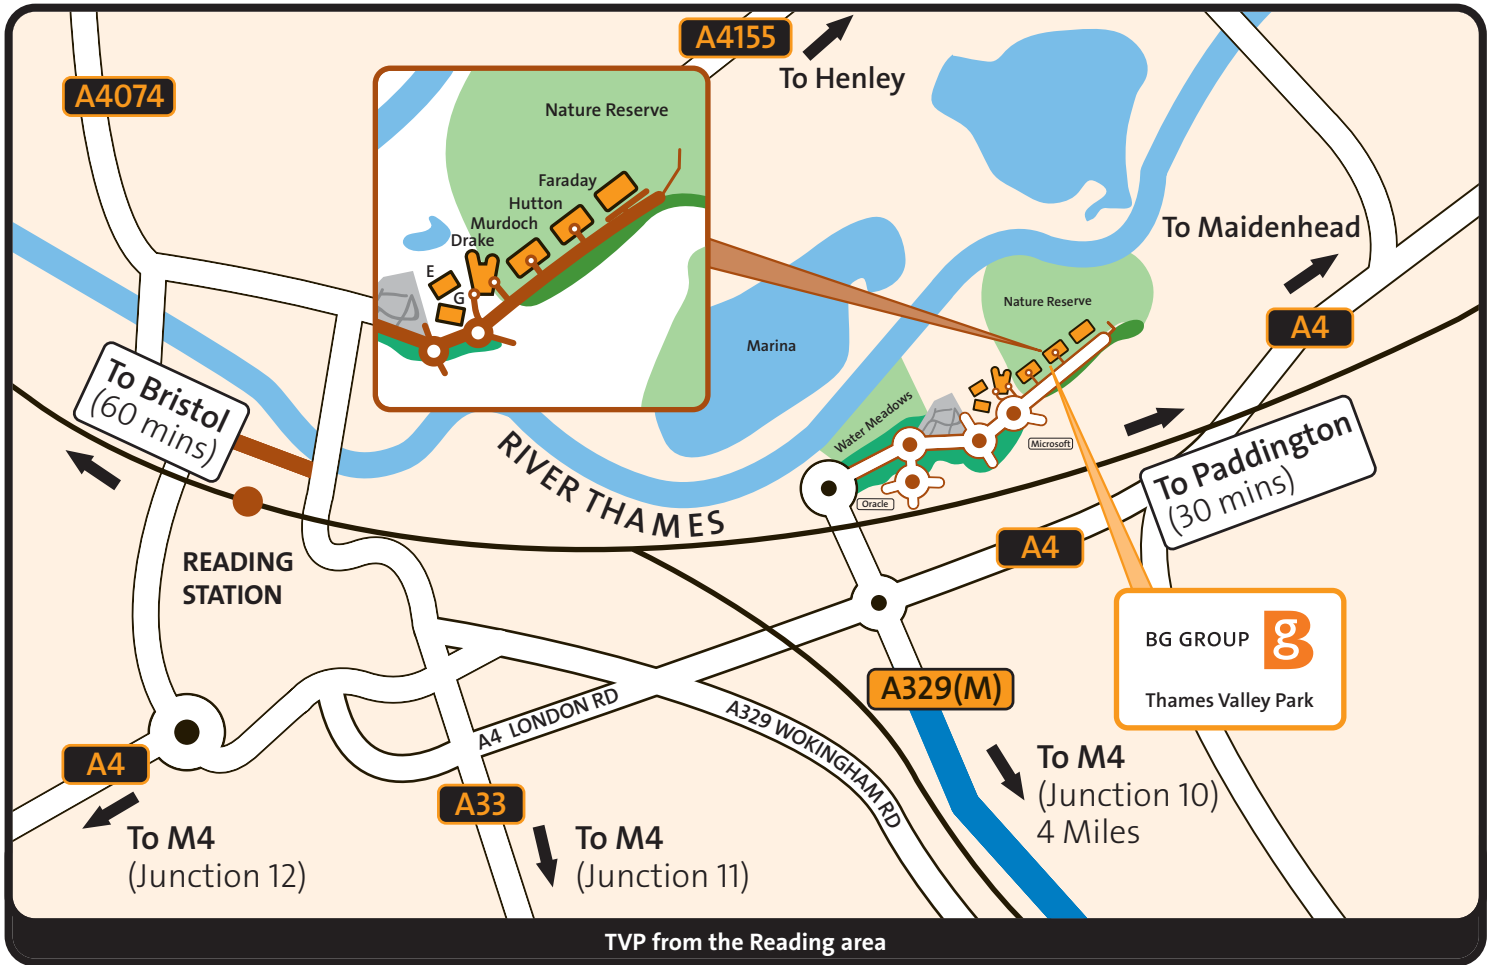 A4155
To Henley
A4074
Nature Reserve
Faraday
Hutton
Murdoch
Drake
E
G
To Maidenhead
Nature Reserve
A4
Marina
To Bristol
(60 mins)
Water Meadows
Microsoft
Oracle
RIVER THAMES
To Paddington
(30 mins)
A4
READING
STATION
BG GROUP
g
Thames Valley Park
A329(M)
A4 LONDON RD
A329 WOKINGHAM RD
A4
A33
To M4
(Junction 12)
To M4
(Junction 11)
To M4
(Junction 10)
4 Miles
TVP from the Reading area